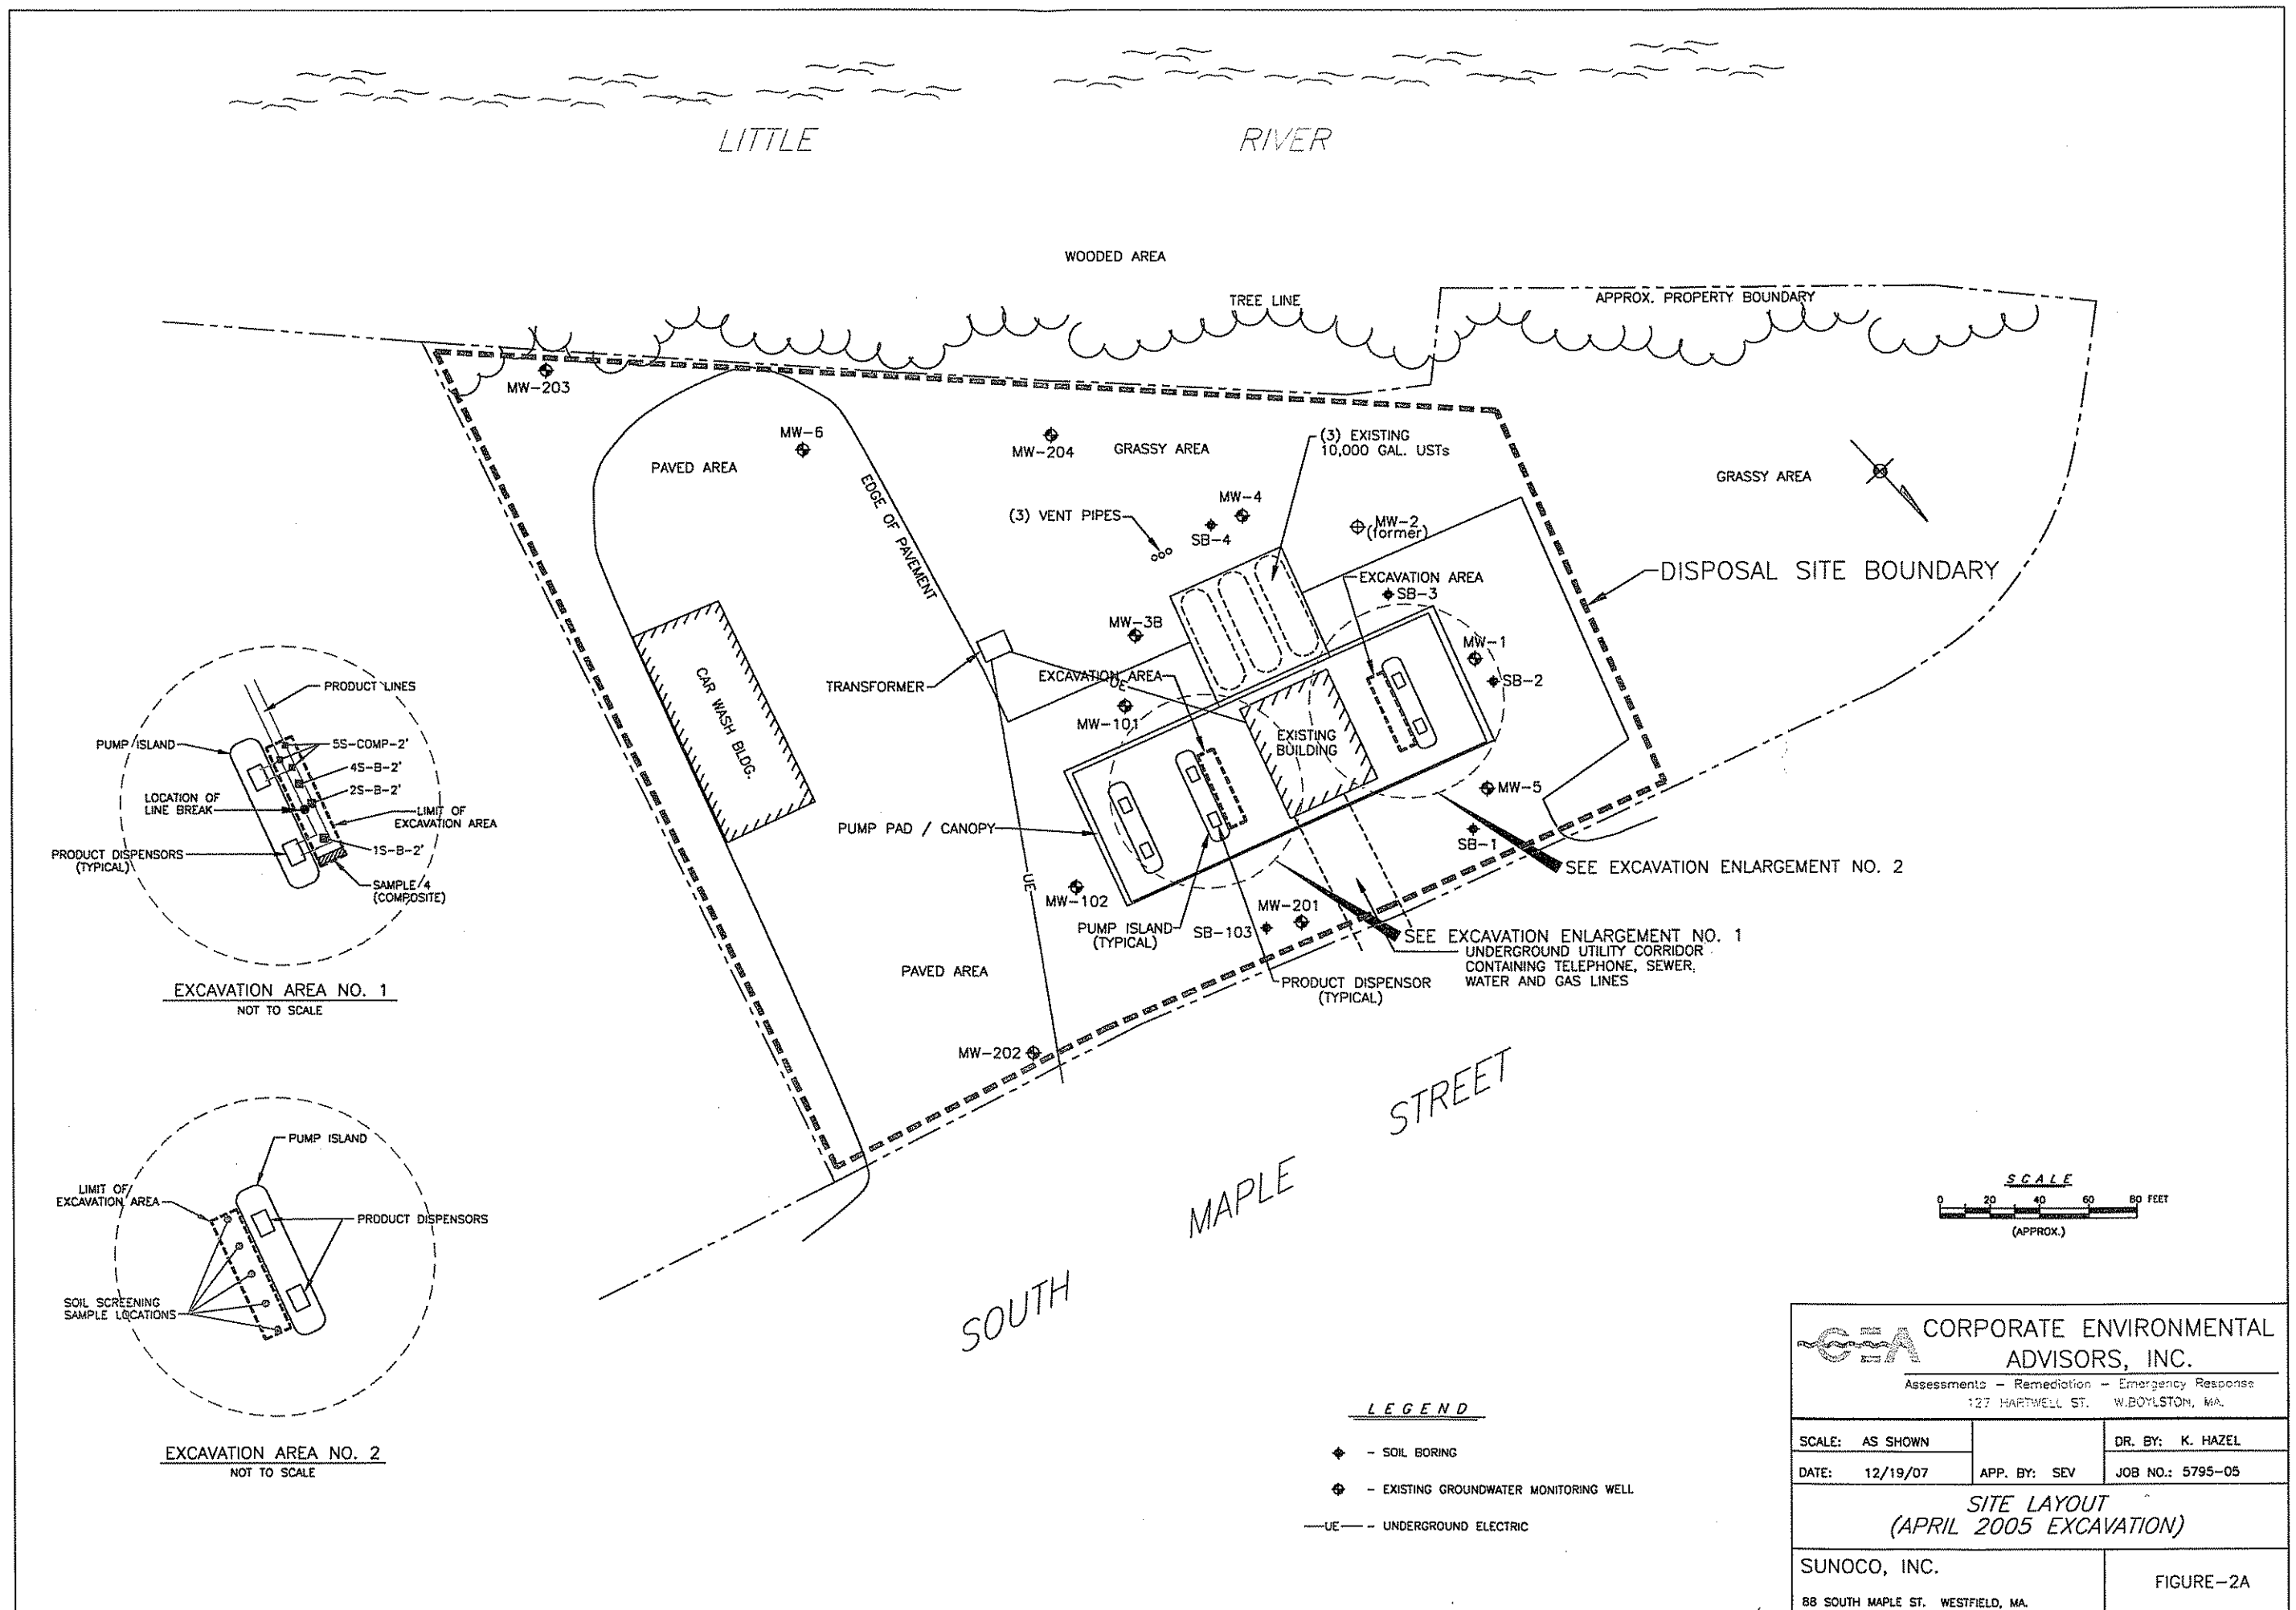 LITTLE RIVER
WOODED AREA
TREE LINE
APPROX. PROPERTY BOUNDARY
MW-203
MW-6
PAVED AREA
EDGE OF PAVEMENT
MW-204
GRASSY AREA
(3) EXISTING
10,000 GAL. USTs
GRASSY AREA
(3) VENT PIPES
MW-4
SB-4
MW-2
(former)
DISPOSAL SITE BOUNDARY
EXCAVATION AREA
SB-3
MW-3B
MW-1
SB-2
TRANSFORMER
EXCAVATION AREA
UE
MW-101
CAR WASH BLDG.
EXISTING
BUILDING
MW-5
SB-1
PUMP PAD / CANOPY
UE
MW-102
PUMP ISLAND
(TYPICAL)
SB-103
MW-201
SEE EXCAVATION ENLARGEMENT NO. 2
SEE EXCAVATION ENLARGEMENT NO. 1
UNDERGROUND UTILITY CORRIDOR
CONTAINING TELEPHONE, SEWER,
WATER AND GAS LINES
PRODUCT DISPENSOR
(TYPICAL)
PAVED AREA
MW-202
SOUTH MAPLE STREET
PRODUCT LINES
PUMP ISLAND
5S-COMP-2'
4S-B-2'
2S-B-2'
LOCATION OF
LINE BREAK
LIMIT OF
EXCAVATION AREA
1S-B-2'
PRODUCT DISPENSORS
(TYPICAL)
SAMPLE 4
(COMPOSITE)
EXCAVATION AREA NO. 1
NOT TO SCALE
PUMP ISLAND
LIMIT OF
EXCAVATION AREA
PRODUCT DISPENSORS
SOIL SCREENING
SAMPLE LOCATIONS
EXCAVATION AREA NO. 2
NOT TO SCALE
SCALE
0 20 40 60 80 FEET
(APPROX.)
LEGEND
- SOIL BORING
- EXISTING GROUNDWATER MONITORING WELL
—UE— - UNDERGROUND ELECTRIC
CEA
CORPORATE ENVIRONMENTAL
ADVISORS, INC.
Assessments - Remediation - Emergency Response
127 HARTWELL ST. W.BOYLSTON, MA.
SCALE: AS SHOWN
DR. BY: K. HAZEL
DATE: 12/19/07
APP. BY: SEV
JOB NO.: 5795-05
SITE LAYOUT
(APRIL 2005 EXCAVATION)
SUNOCO, INC.
88 SOUTH MAPLE ST. WESTFIELD, MA.
FIGURE-2A